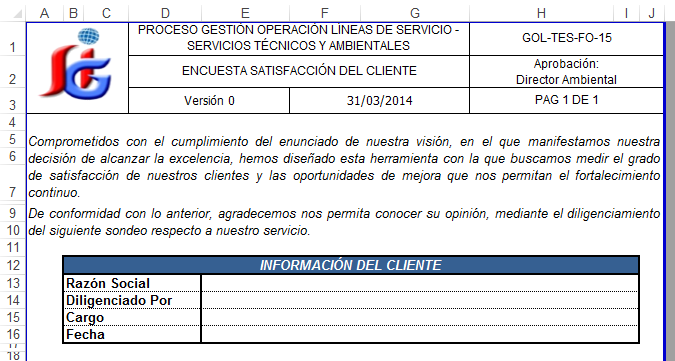 A B C D E F G H I J
1 PROCESO GESTIÓN OPERACIÓN LÍNEAS DE SERVICIO - GOL-TES-FO-15
SERVICIOS TÉCNICOS Y AMBIENTALES
2 ENCUESTA SATISFACCIÓN DEL CLIENTE Aprobación:
Director Ambiental
3 Versión 0 31/03/2014 PAG 1 DE 1
4
5 Comprometidos con el cumplimiento del enunciado de nuestra visión, en el que manifestamos nuestra
6 decisión de alcanzar la excelencia, hemos diseñado esta herramienta con la que buscamos medir el grado
de satisfacción de nuestros clientes y las oportunidades de mejora que nos permitan el fortalecimiento
7 continuo.
9 De conformidad con lo anterior, agradecemos nos permita conocer su opinión, mediante el diligenciamiento
10 del siguiente sondeo respecto a nuestro servicio.
11
12 INFORMACIÓN DEL CLIENTE
13 Razón Social
14 Diligenciado Por
15 Cargo
16 Fecha
17
18